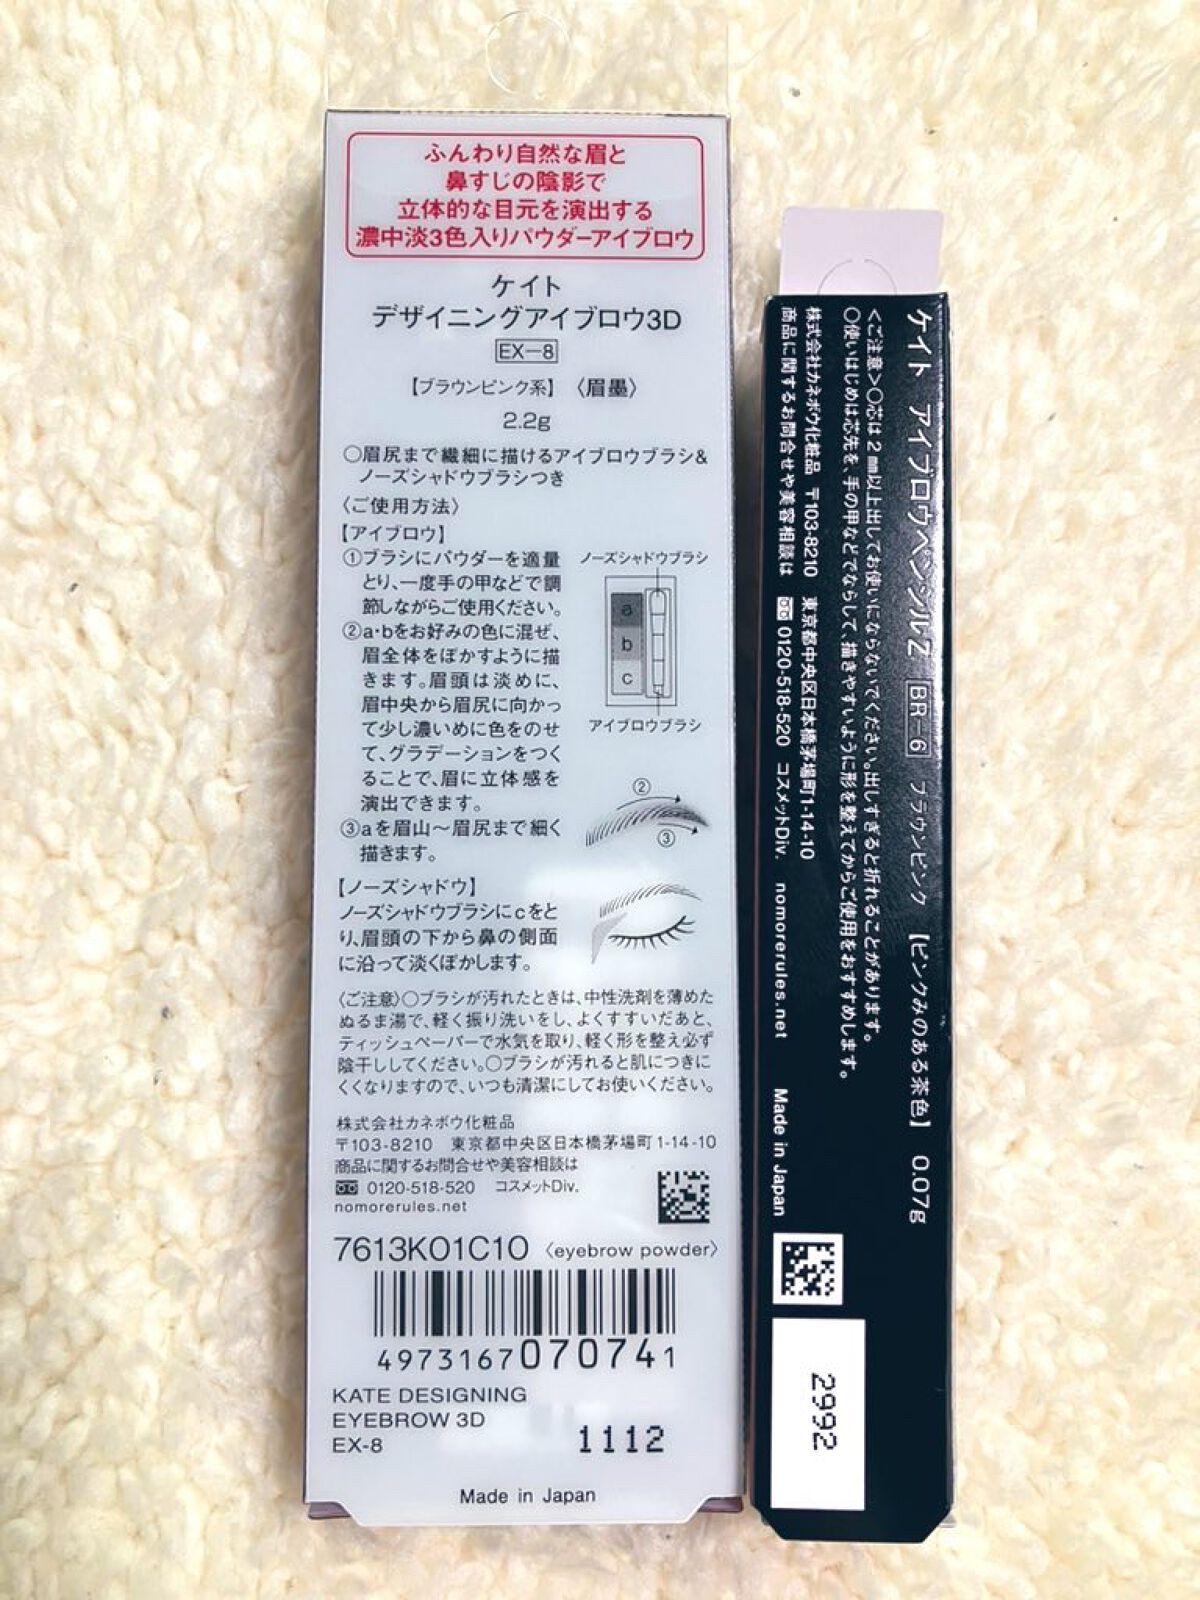 ふんわり自然な眉と
鼻すじの陰影で
立体的な目元を演出する
濃中淡3色入りパウダーアイブロウ
ケイト
デザイニングアイブロウ3D
EX−8
【ブラウンピンク系】〈眉墨〉
2.2g
○眉尻まで繊細に描けるアイブロウブラシ&
ノーズシャドウブラシつき
〈ご使用方法〉
【アイブロウ】
①ブラシにパウダーを適量
とり、一度手の甲などで調
節しながらご使用ください。
②a・bをお好みの色に混ぜ、
眉全体をぼかすように描
きます。眉頭は淡めに、
眉中央から眉尻に向かっ
て少し濃いめに色をのせ
て、グラデーションをつく
ることで、眉に立体感を
演出できます。
③aを眉山〜眉尻まで細く
描きます。
ノーズシャドウブラシ
a
b
c
アイブロウブラシ
②
③
【ノーズシャドウ】
ノーズシャドウブラシにcをと
り、眉頭の下から鼻の側面
に沿って淡くぼかします。
〈ご注意〉○ブラシが汚れたときは、中性洗剤を薄めた
ぬるま湯で、軽く振り洗いをし、よくすすいだあと、
ティッシュペーパーで水気を取り、軽く形を整え必ず
陰干ししてください。○ブラシが汚れると肌につきに
くくなりますので、いつも清潔にしてお使いください。
株式会社カネボウ化粧品
〒103-8210 東京都中央区日本橋茅場町1-14-10
商品に関するお問合せや美容相談は
0120-518-520 コスメットDiv.
nomorerules.net
7613K01C10 〈eyebrow powder〉
4973167070741
KATE DESIGNING
EYEBROW 3D
EX-8
1112
Made in Japan
ケイト アイブロウペンシルZ BR−6 ブラウンピンク 【ピンクみのある茶色】 0.07g
<ご注意>○芯は2mm以上出してお使いにならないでください。出しすぎると折れることがあります。
○使いはじめは芯先を、手の甲などでならして、描きやすいように形を整えてからご使用をおすすめします。
株式会社カネボウ化粧品 〒103-8210 東京都中央区日本橋茅場町1-14-10
商品に関するお問合せや美容相談は 0120-518-520 コスメットDiv. nomorerules.net Made in Japan
2992